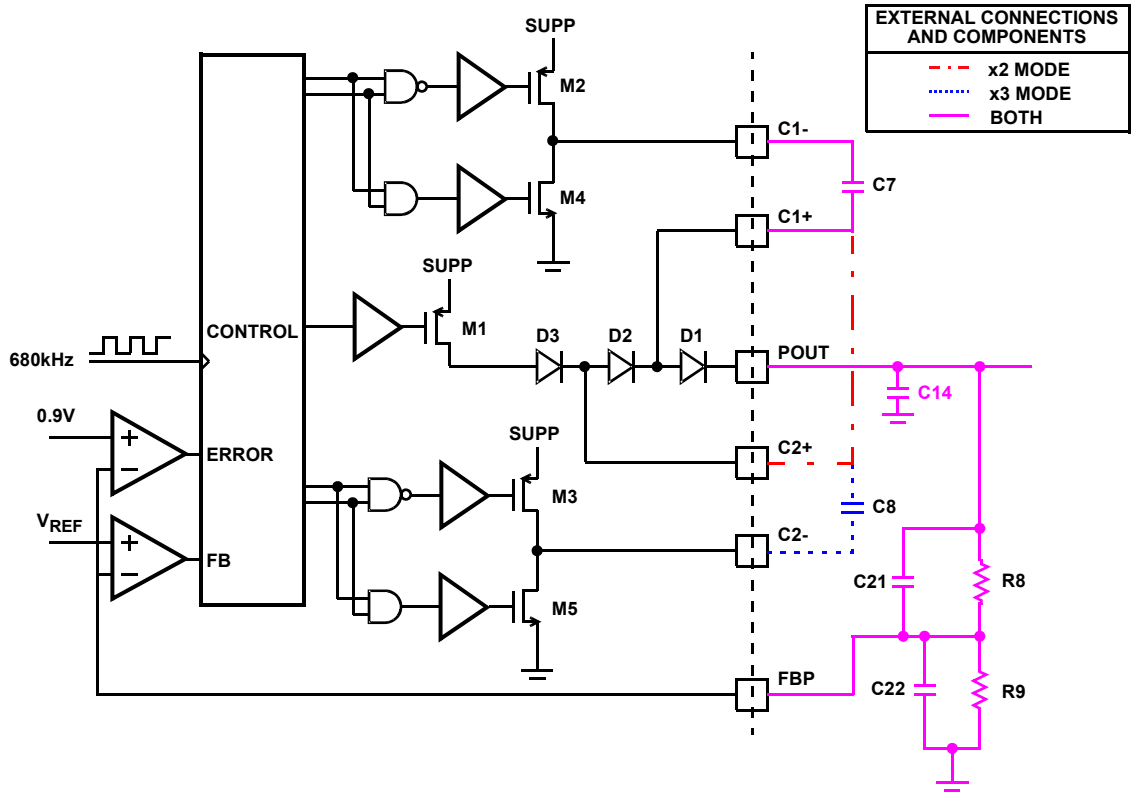 EXTERNAL CONNECTIONS
AND COMPONENTS
x2 MODE
x3 MODE
BOTH
SUPP
M2
C1-
C7
M4
C1+
SUPP
M1
CONTROL
D3
D2
D1
POUT
680kHz
C14
0.9V
ERROR
SUPP
C2+
M3
C8
VREF
C2-
FB
C21
R8
M5
FBP
C22
R9